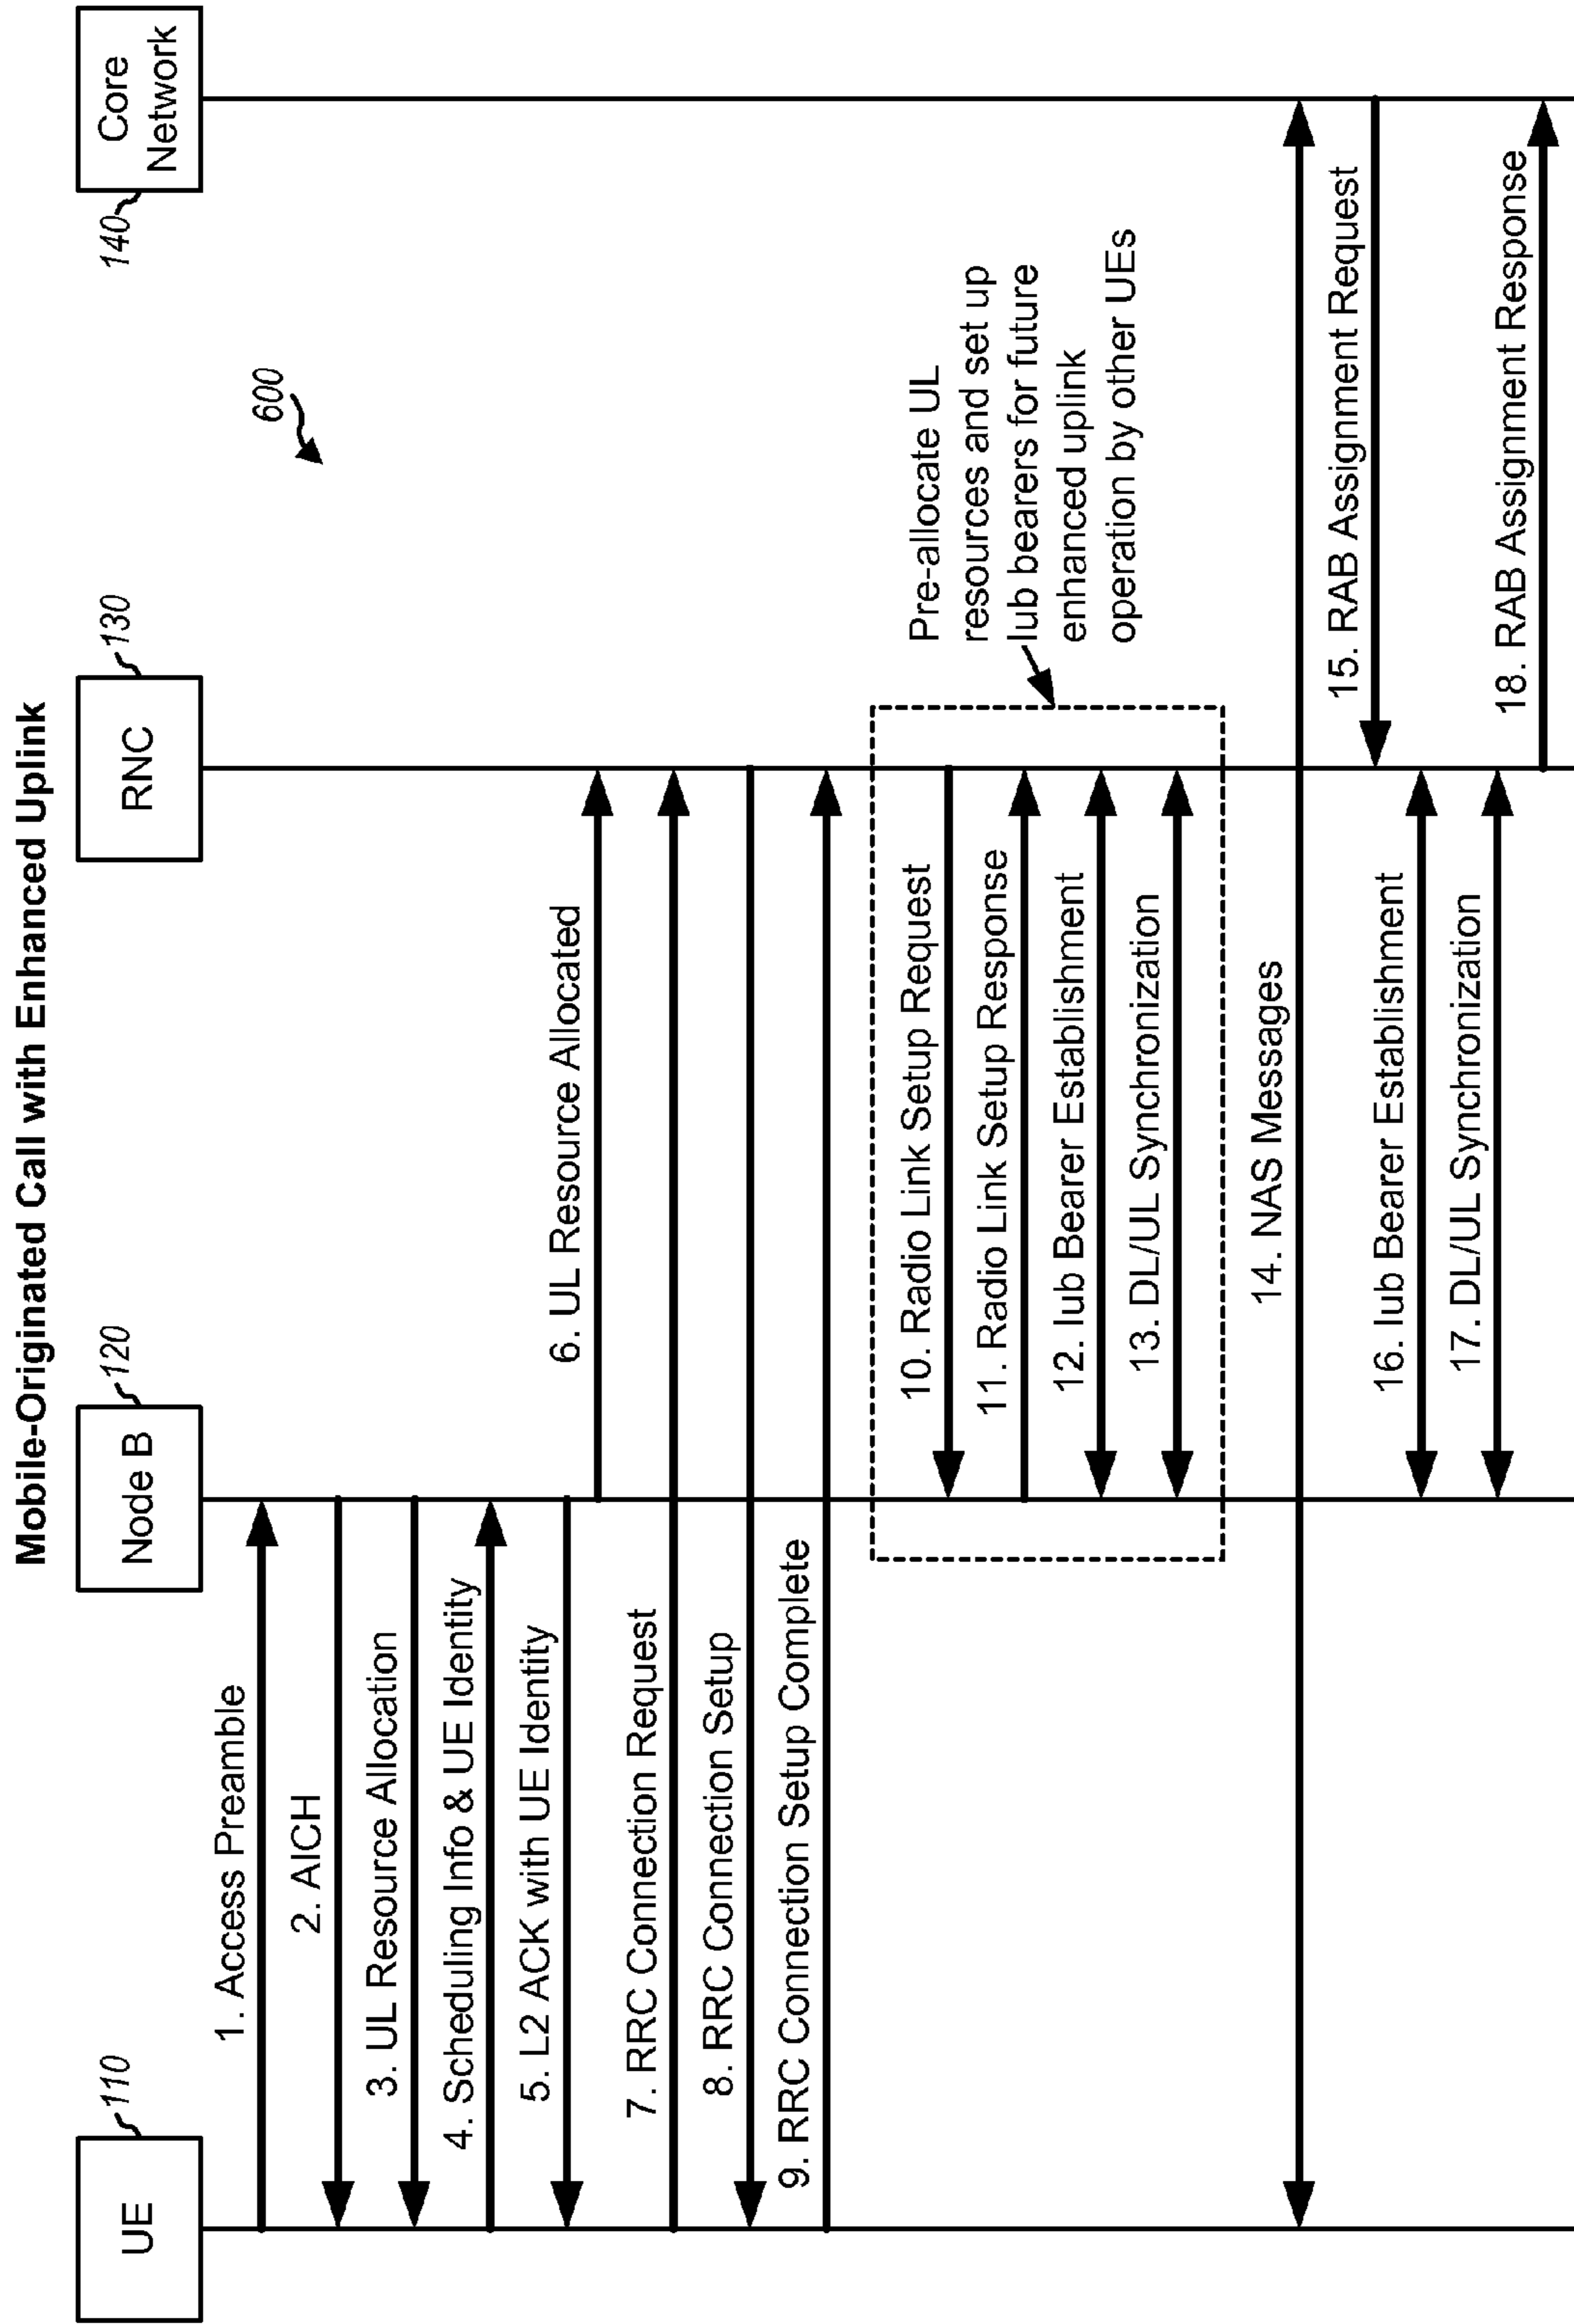 Mobile-Originated Call with Enhanced Uplink
110
120
130
140
UE
Node B
RNC
Core
Network
600
1. Access Preamble
2. AICH
3. UL Resource Allocation
4. Scheduling Info & UE Identity
5. L2 ACK with UE Identity
6. UL Resource Allocated
7. RRC Connection Request
8. RRC Connection Setup
9. RRC Connection Setup Complete
Pre-allocate UL
resources and set up
Iub bearers for future
enhanced uplink
operation by other UEs
10. Radio Link Setup Request
11. Radio Link Setup Response
12. Iub Bearer Establishment
13. DL/UL Synchronization
14. NAS Messages
15. RAB Assignment Request
16. Iub Bearer Establishment
17. DL/UL Synchronization
18. RAB Assignment Response